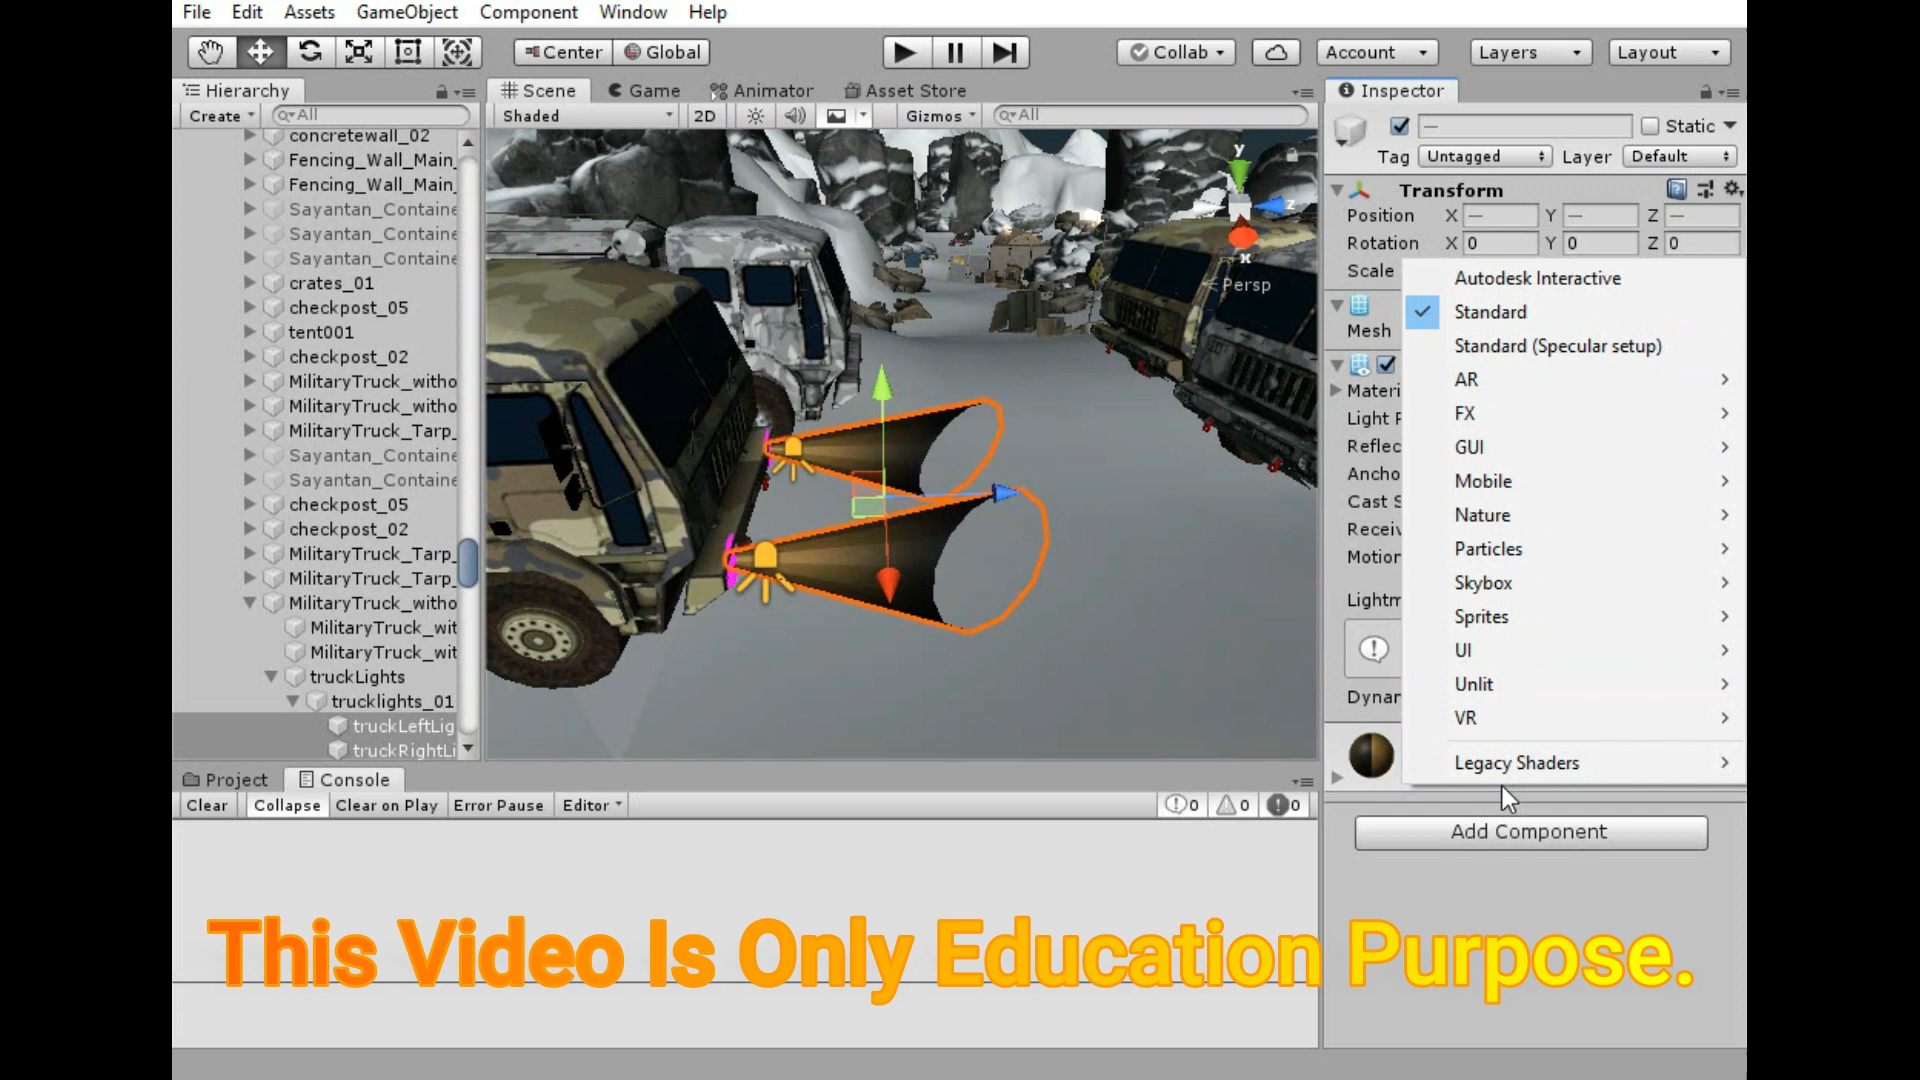 File Edit Assets GameObject Component Window Help
Center Global Collab Account Layers Layout
Hierarchy
Create All
concretewall_02
Fencing_Wall_Main_
Fencing_Wall_Main_
Sayantan_Containe
Sayantan_Containe
Sayantan_Containe
crates_01
checkpost_05
tent001
checkpost_02
MilitaryTruck_witho
MilitaryTruck_witho
MilitaryTruck_Tarp_
Sayantan_Containe
Sayantan_Containe
checkpost_05
checkpost_02
MilitaryTruck_Tarp_
MilitaryTruck_Tarp_
MilitaryTruck_witho
MilitaryTruck_wit
MilitaryTruck_wit
truckLights
trucklights_01
truckLeftLig
truckRightLi
Scene Game Animator Asset Store
Shaded 2D Gizmos All
y
z
x
Persp
Inspector
— Static
Tag Untagged Layer Default
Transform
Position X — Y — Z —
Rotation X 0 Y 0 Z 0
Scale
Mesh
Materi
Light P
Reflec
Ancho
Cast S
Receiv
Motion
Lightm
Dynar
Autodesk Interactive
Standard
Standard (Specular setup)
AR
FX
GUI
Mobile
Nature
Particles
Skybox
Sprites
UI
Unlit
VR
Legacy Shaders
Add Component
Project Console
Clear Collapse Clear on Play Error Pause Editor 0 0 0
This Video Is Only Education Purpose.